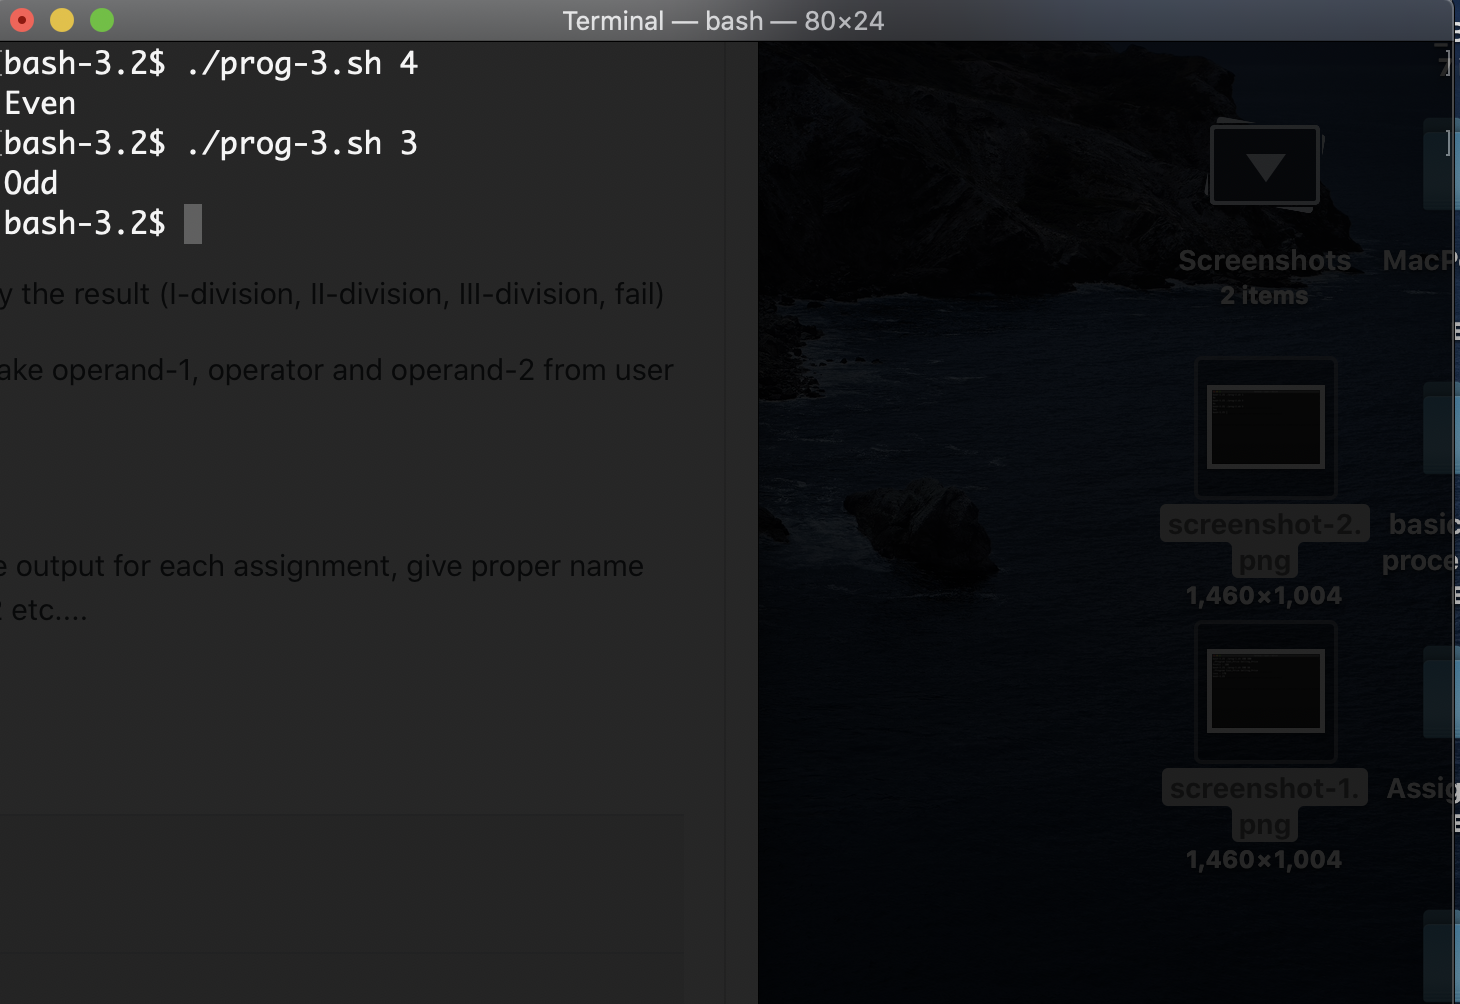 Terminal — bash — 80×24
[bash-3.2$ ./prog-3.sh 4 ]
Even
[bash-3.2$ ./prog-3.sh 3 ]
Odd
bash-3.2$
y the result (I-division, II-division, III-division, fail)
ake operand-1, operator and operand-2 from user
e output for each assignment, give proper name
2 etc....
Screenshots
2 items
MacP
screenshot-2.
png
1,460×1,004
basic
proce
screenshot-1.
png
1,460×1,004
Assig